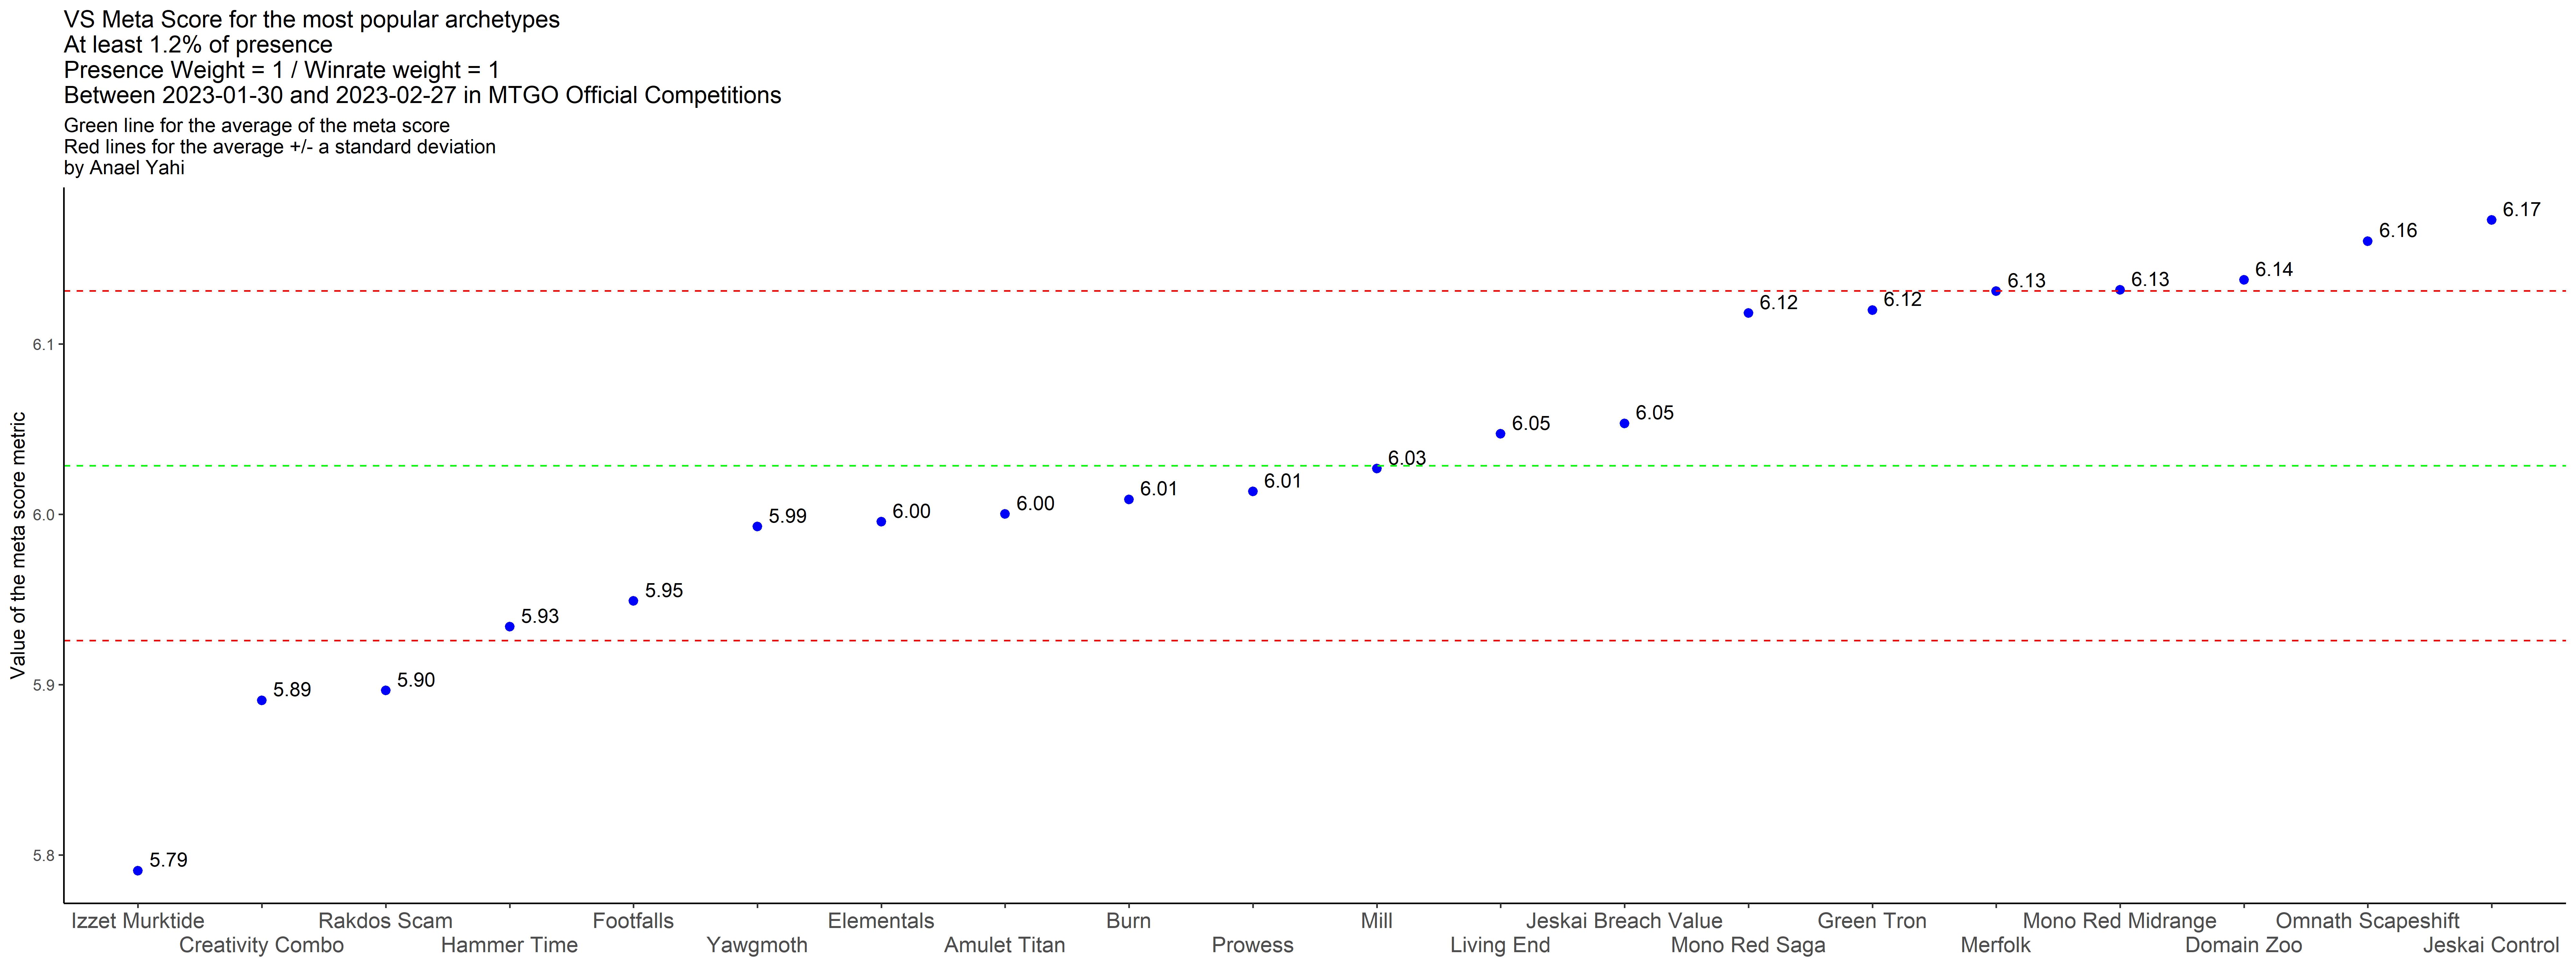 VS Meta Score for the most popular archetypes
At least 1.2% of presence
Presence Weight = 1 / Winrate weight = 1
Between 2023-01-30 and 2023-02-27 in MTGO Official Competitions
Green line for the average of the meta score
Red lines for the average +/- a standard deviation
by Anael Yahi
Value of the meta score metric
6.1
6.0
5.9
5.8
5.79
5.89
5.90
5.93
5.95
5.99
6.00
6.00
6.01
6.01
6.03
6.05
6.05
6.12
6.12
6.13
6.13
6.14
6.16
6.17
Izzet Murktide
Creativity Combo
Rakdos Scam
Hammer Time
Footfalls
Yawgmoth
Elementals
Amulet Titan
Burn
Prowess
Mill
Living End
Jeskai Breach Value
Mono Red Saga
Green Tron
Merfolk
Mono Red Midrange
Domain Zoo
Omnath Scapeshift
Jeskai Control